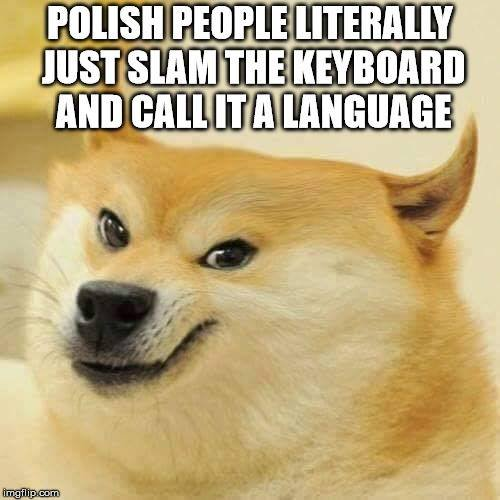 POLISH PEOPLE LITERALLY
JUST SLAM THE KEYBOARD
AND CALL IT A LANGUAGE
imgflip.com